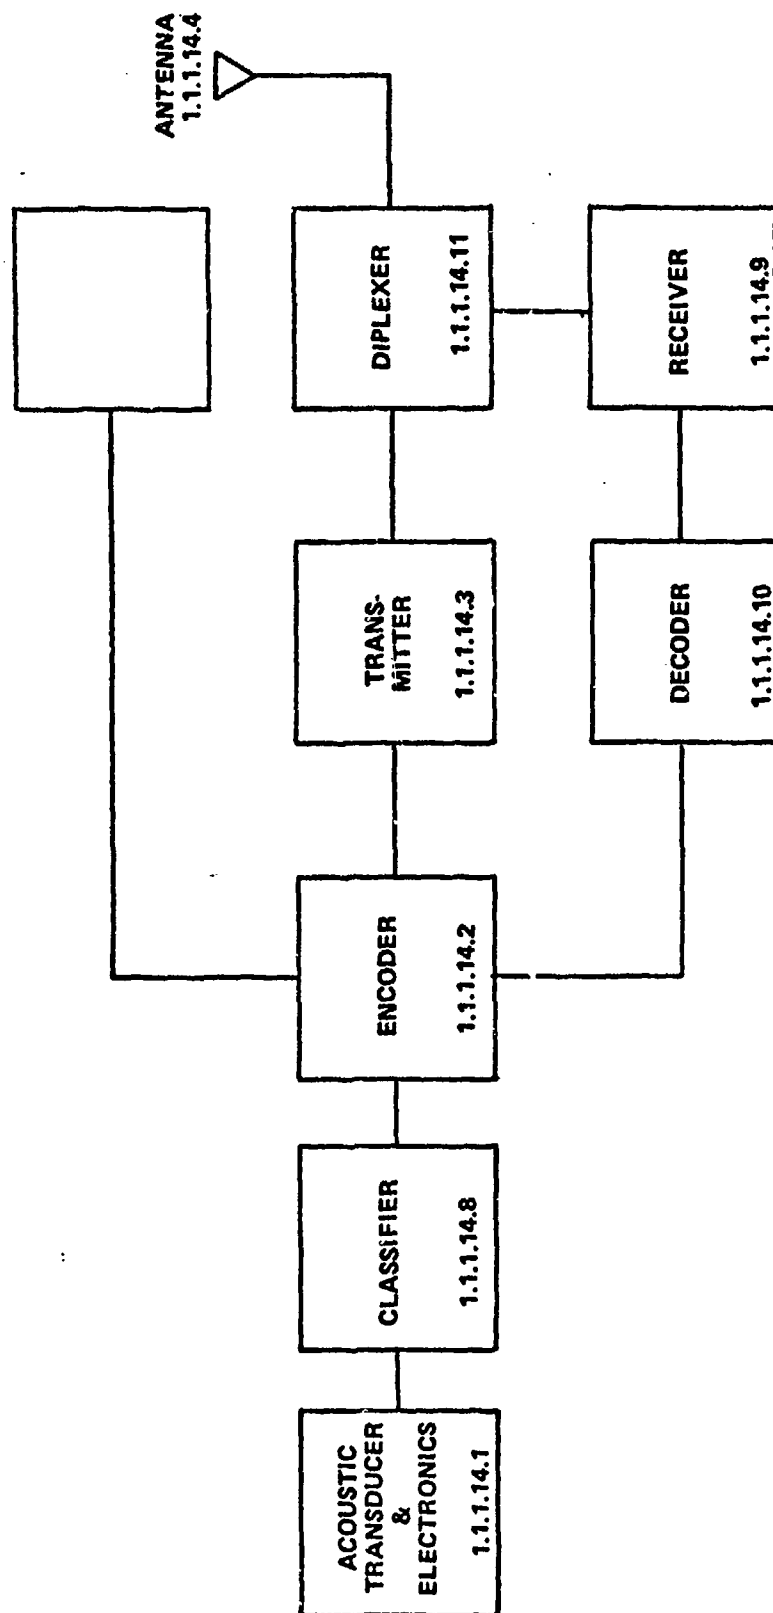 ANTENNA
1.1.1.14.4
DIPLEXER
1.1.1.14.11
RECEIVER
1.1.1.14.9
TRANS-
MITTER
1.1.1.14.3
DECODER
1.1.1.14.10
ENCODER
1.1.1.14.2
CLASSIFIER
1.1.1.14.8
ACOUSTIC
TRANSDUCER
&
ELECTRONICS
1.1.1.14.1